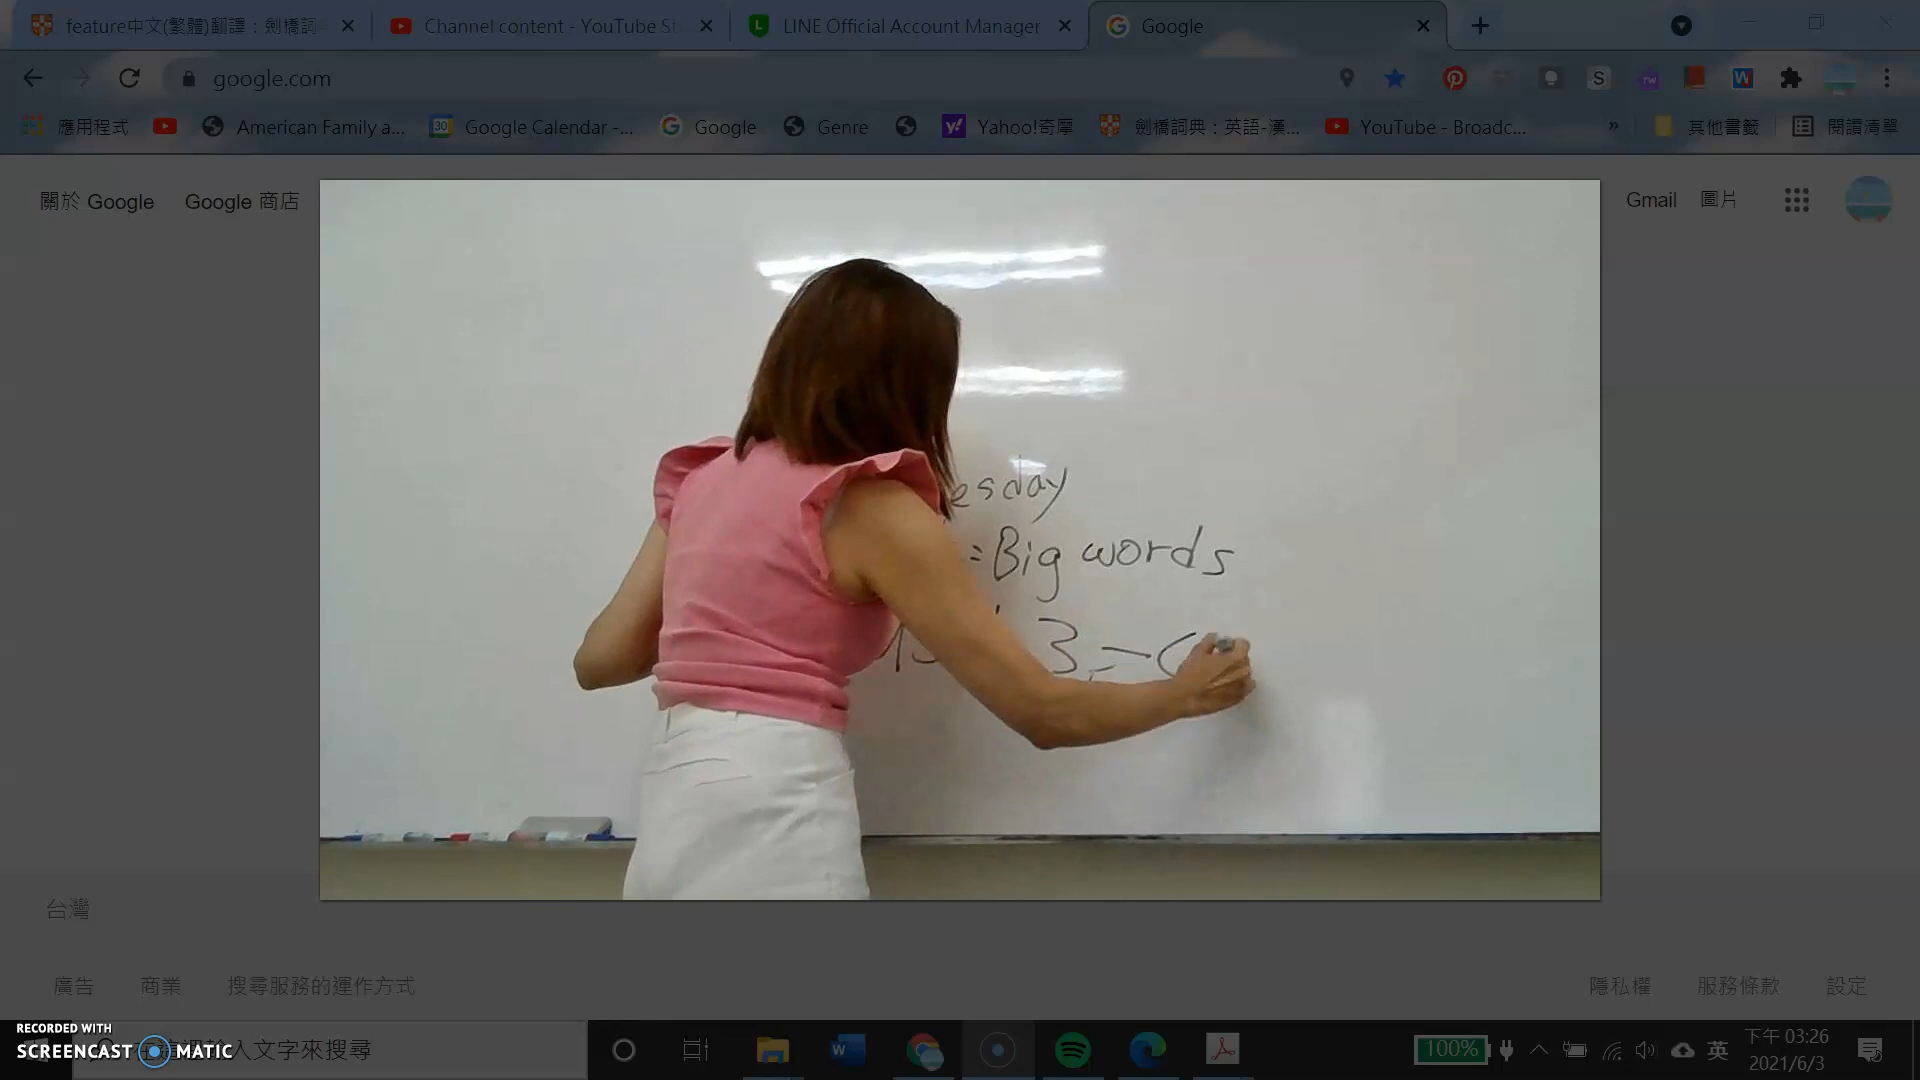 feature中文(繁體)翻譯：劍橋詞
Channel content - YouTube St
LINE Official Account Manager
Google
google.com
應用程式
American Family a...
30
Google Calendar -...
Google
Genre
Yahoo!奇摩
劍橋詞典：英語-漢...
YouTube - Broadc...
»
其他書籤
閱讀清單
關於 Google
Google 商店
Gmail
圖片
esday
=Big words
3
台灣
廣告
商業
搜尋服務的運作方式
隱私權
服務條款
設定
RECORDED WITH
SCREENCAST MATIC
入文字來搜尋
100%
英
下午 03:26
2021/6/3